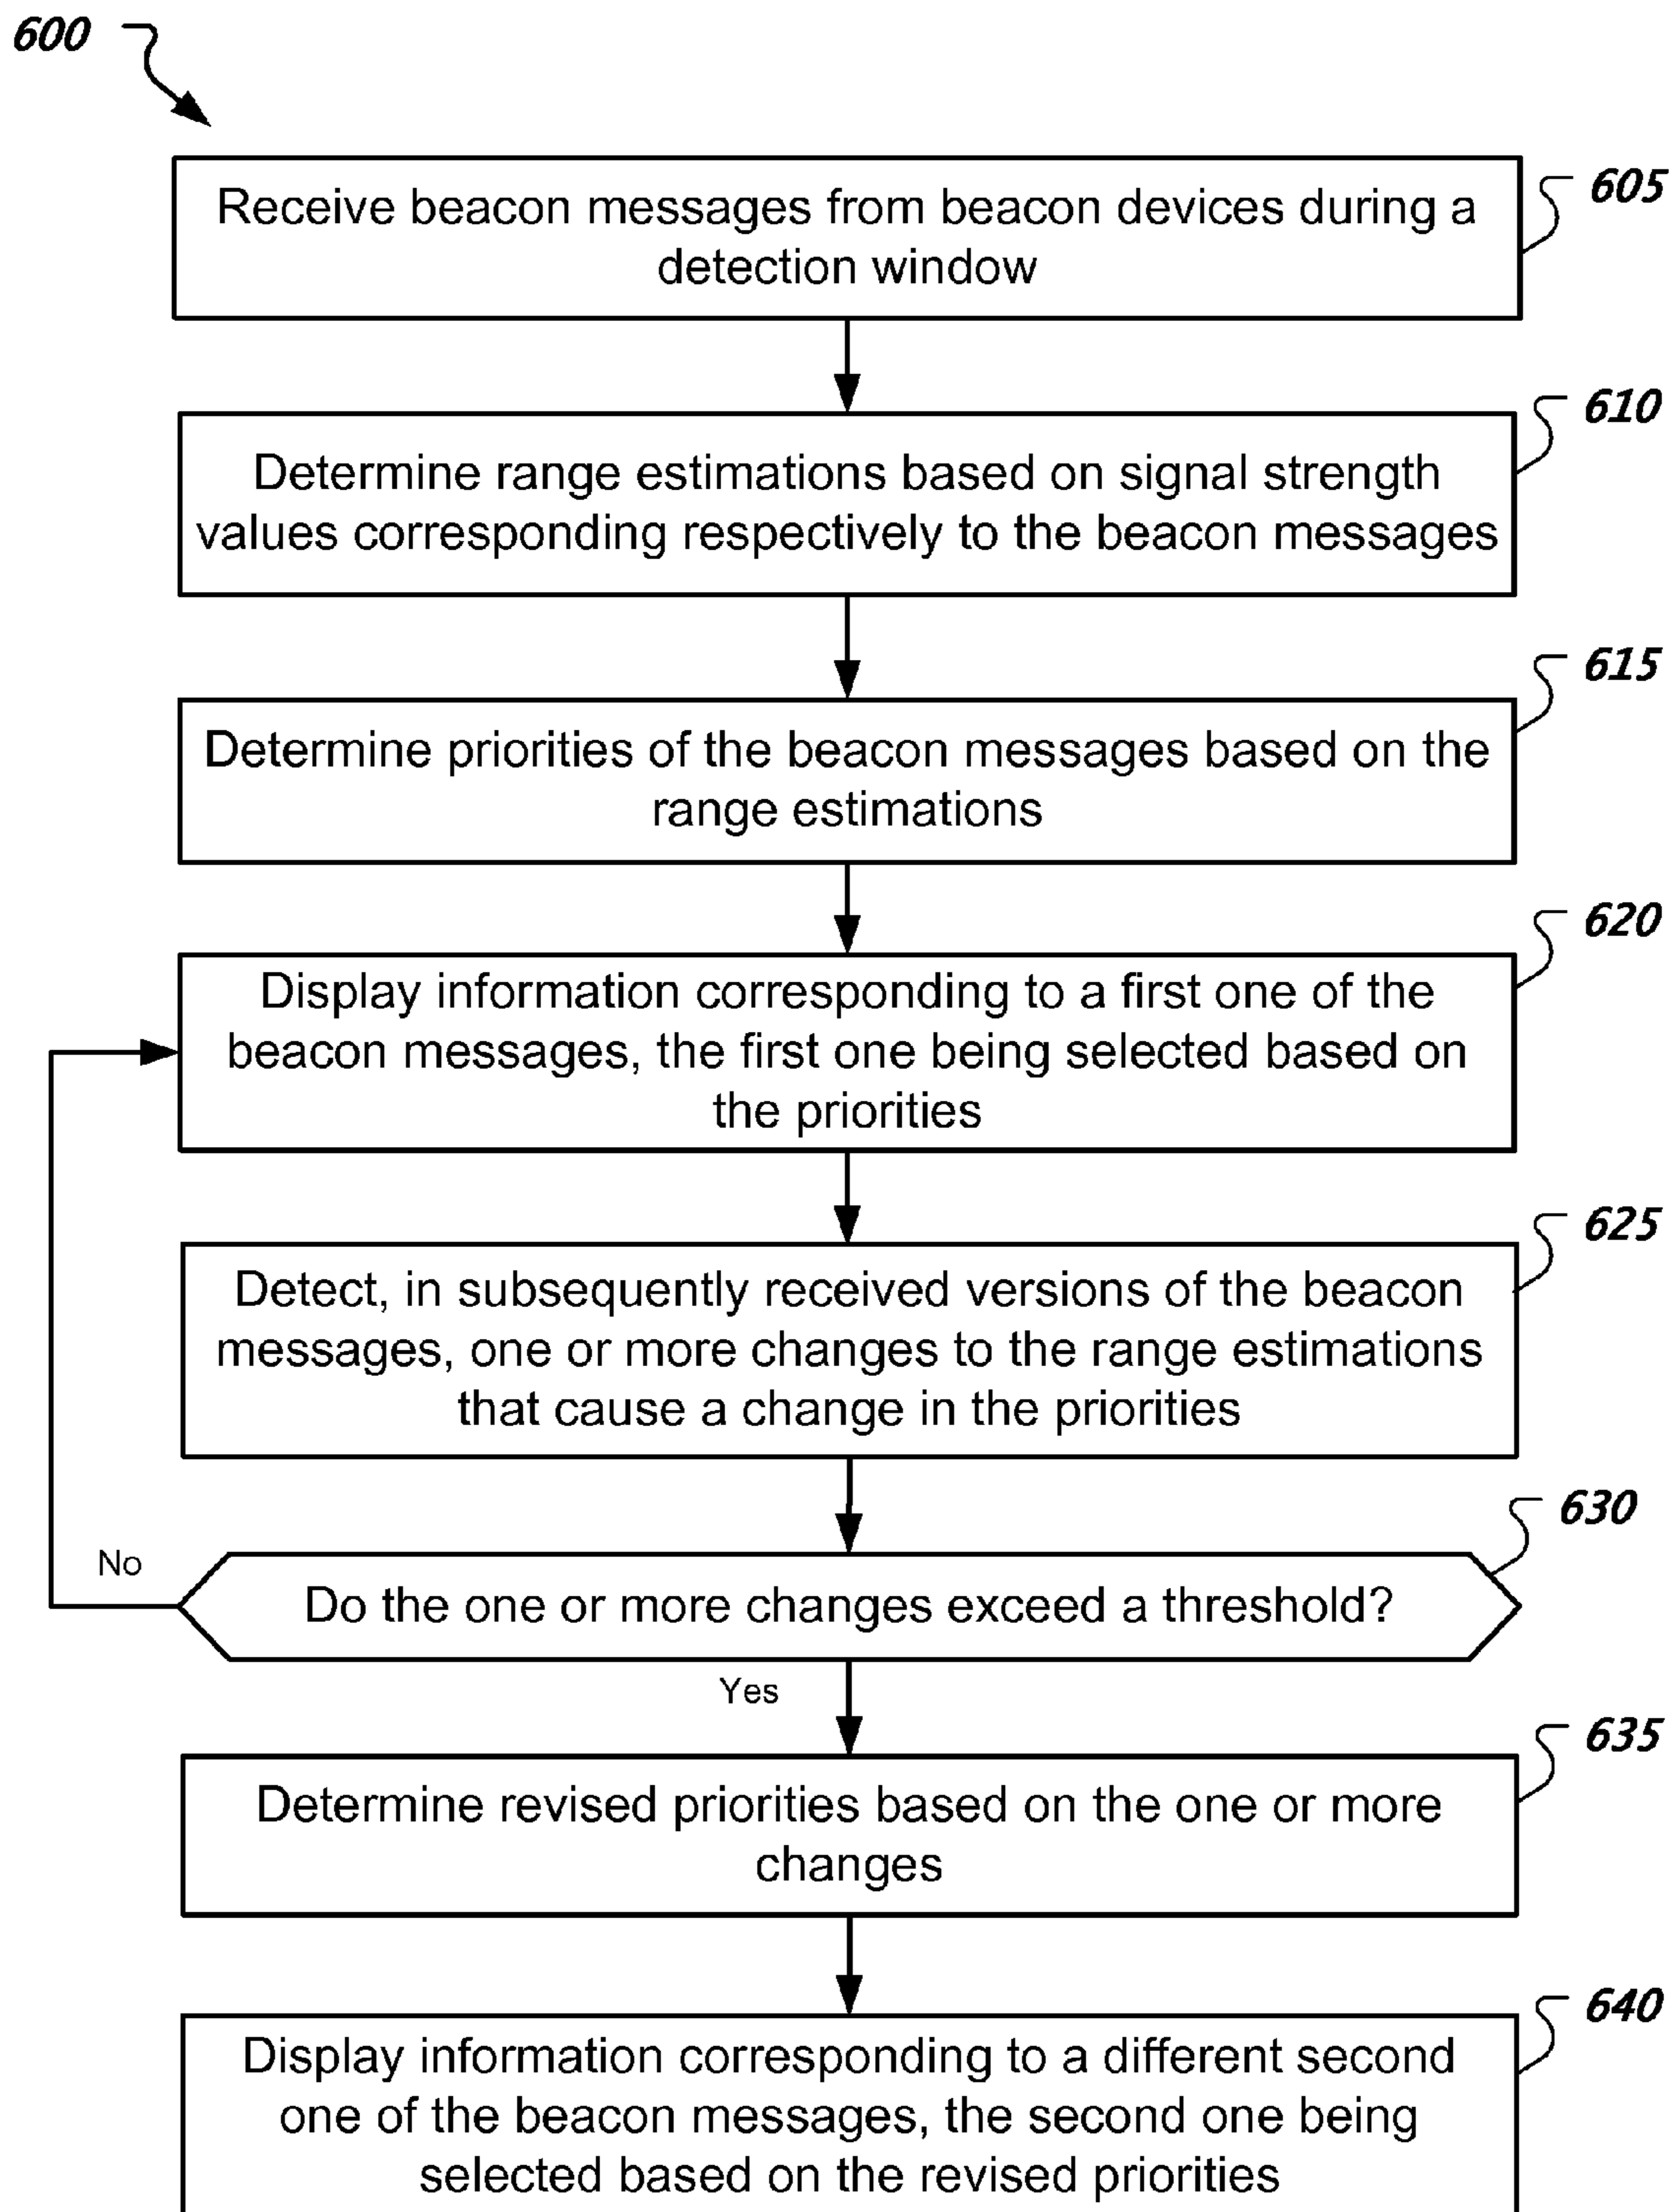 600
Receive beacon messages from beacon devices during a
detection window
605
Determine range estimations based on signal strength
values corresponding respectively to the beacon messages
610
Determine priorities of the beacon messages based on the
range estimations
615
Display information corresponding to a first one of the
beacon messages, the first one being selected based on
the priorities
620
Detect, in subsequently received versions of the beacon
messages, one or more changes to the range estimations
that cause a change in the priorities
625
Do the one or more changes exceed a threshold?
630
No
Yes
Determine revised priorities based on the one or more
changes
635
Display information corresponding to a different second
one of the beacon messages, the second one being
selected based on the revised priorities
640